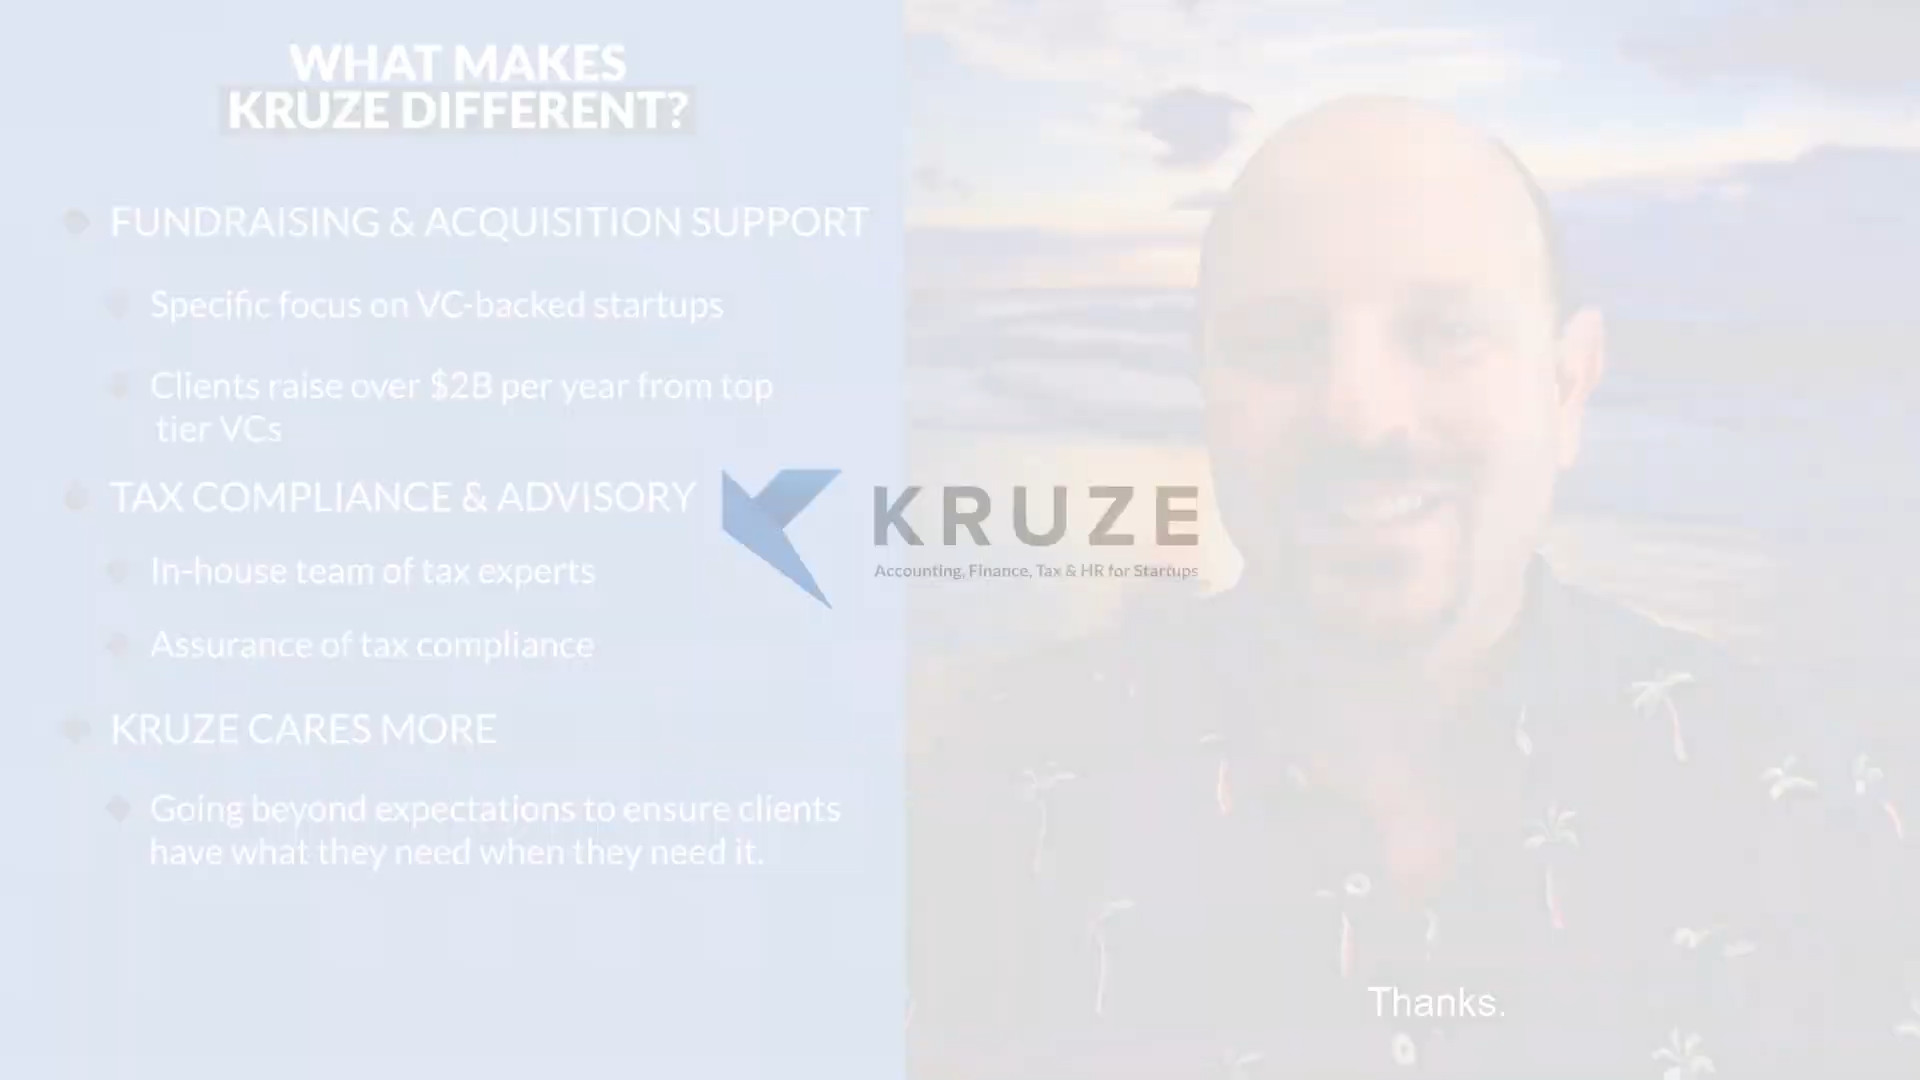 WHAT MAKES
KRUZE DIFFERENT?
FUNDRAISING & ACQUISITION SUPPORT
Specific focus on VC-backed startups
Clients raise over $2B per year from top
tier VCs
TAX COMPLIANCE & ADVISORY
In-house team of tax experts
Assurance of tax compliance
KRUZE CARES MORE
Going beyond expectations to ensure clients
have what they need when they need it.
KRUZE
Accounting, Finance, Tax & HR for Startups
Thanks.